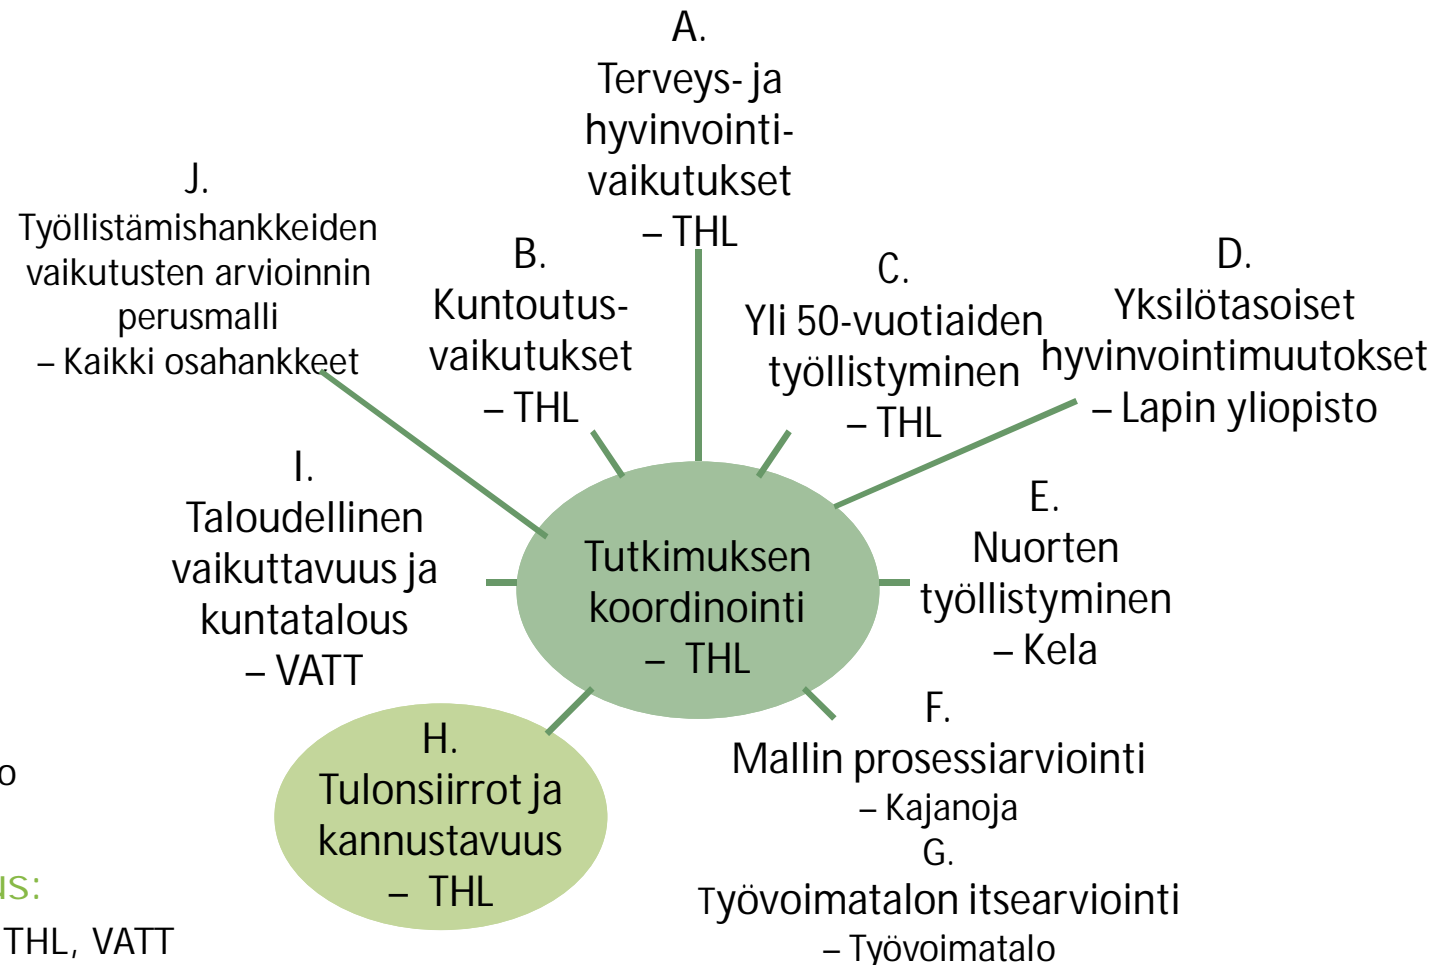 A.
Terveys- ja
hyvinvointi-
vaikutukset
– THL
J.
Työllistämishankkeiden
vaikutusten arvioinnin
perusmalli
– Kaikki osahankkeet
B.
Kuntoutus-
vaikutukset
– THL
C.
Yli 50-vuotiaiden
työllistyminen
– THL
D.
Yksilötasoiset
hyvinvointimuutokset
– Lapin yliopisto
I.
Taloudellinen
vaikuttavuus ja
kuntatalous
– VATT
Tutkimuksen
koordinointi
– THL
E.
Nuorten
työllistyminen
– Kela
H.
Tulonsiirrot ja
kannustavuus
– THL
F.
Mallin prosessiarviointi
– Kajanoja
G.
Työvoimatalon itsearviointi
– Työvoimatalo
o
us:
THL, VATT